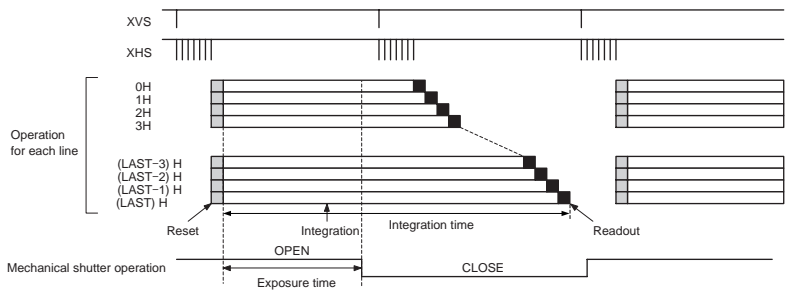 XVS
XHS
0H
1H
2H
3H
Operation
for each line
(LAST−3) H
(LAST−2) H
(LAST−1) H
(LAST) H
Reset
Integration
Integration time
Readout
OPEN
Mechanical shutter operation
CLOSE
Exposure time